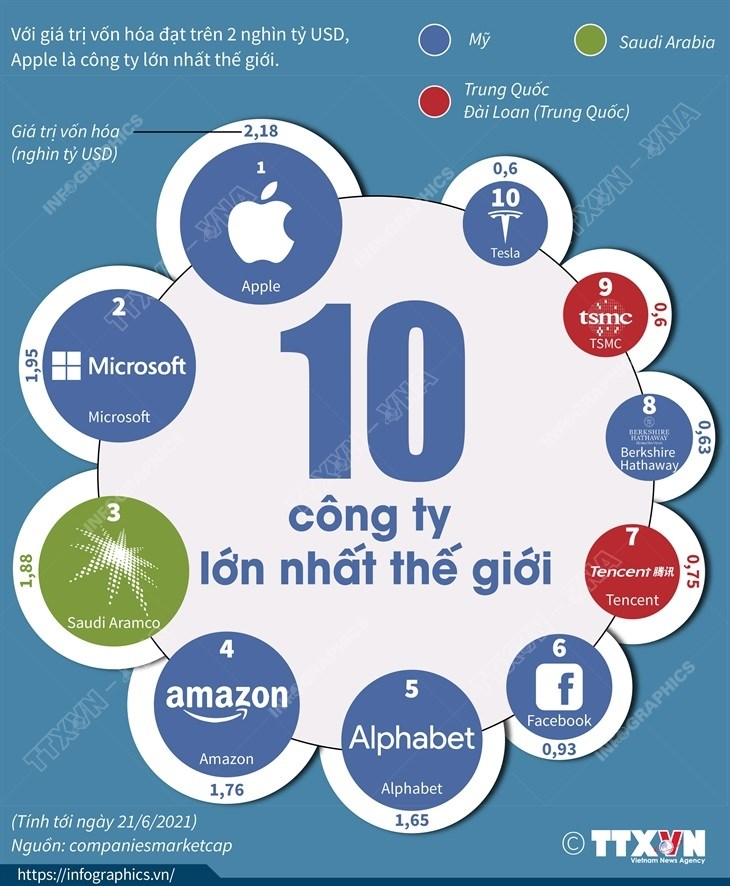 Với giá trị vốn hóa đạt trên 2 nghìn tỷ USD,
Apple là công ty lớn nhất thế giới.
Mỹ
Saudi Arabia
Trung Quốc
Đài Loan (Trung Quốc)
Giá trị vốn hóa
(nghìn tỷ USD)
2,18
1
Apple
0,6
10
Tesla
9
tsmc
TSMC
0,6
2
Microsoft
Microsoft
1,95
8
BERKSHIRE
HATHAWAY
Berkshire
Hathaway
0,63
10
công ty
lớn nhất thế giới
3
Saudi Aramco
1,88
7
Tencent 腾讯
Tencent
0,75
4
amazon
Amazon
1,76
5
Alphabet
Alphabet
1,65
6
f
Facebook
0,93
(Tính tới ngày 21/6/2021)
Nguồn: companiesmarketcap
© TTXVN
Vietnam News Agency
https://infographics.vn/
INFOGRAPHICS
TTXVN - VNA